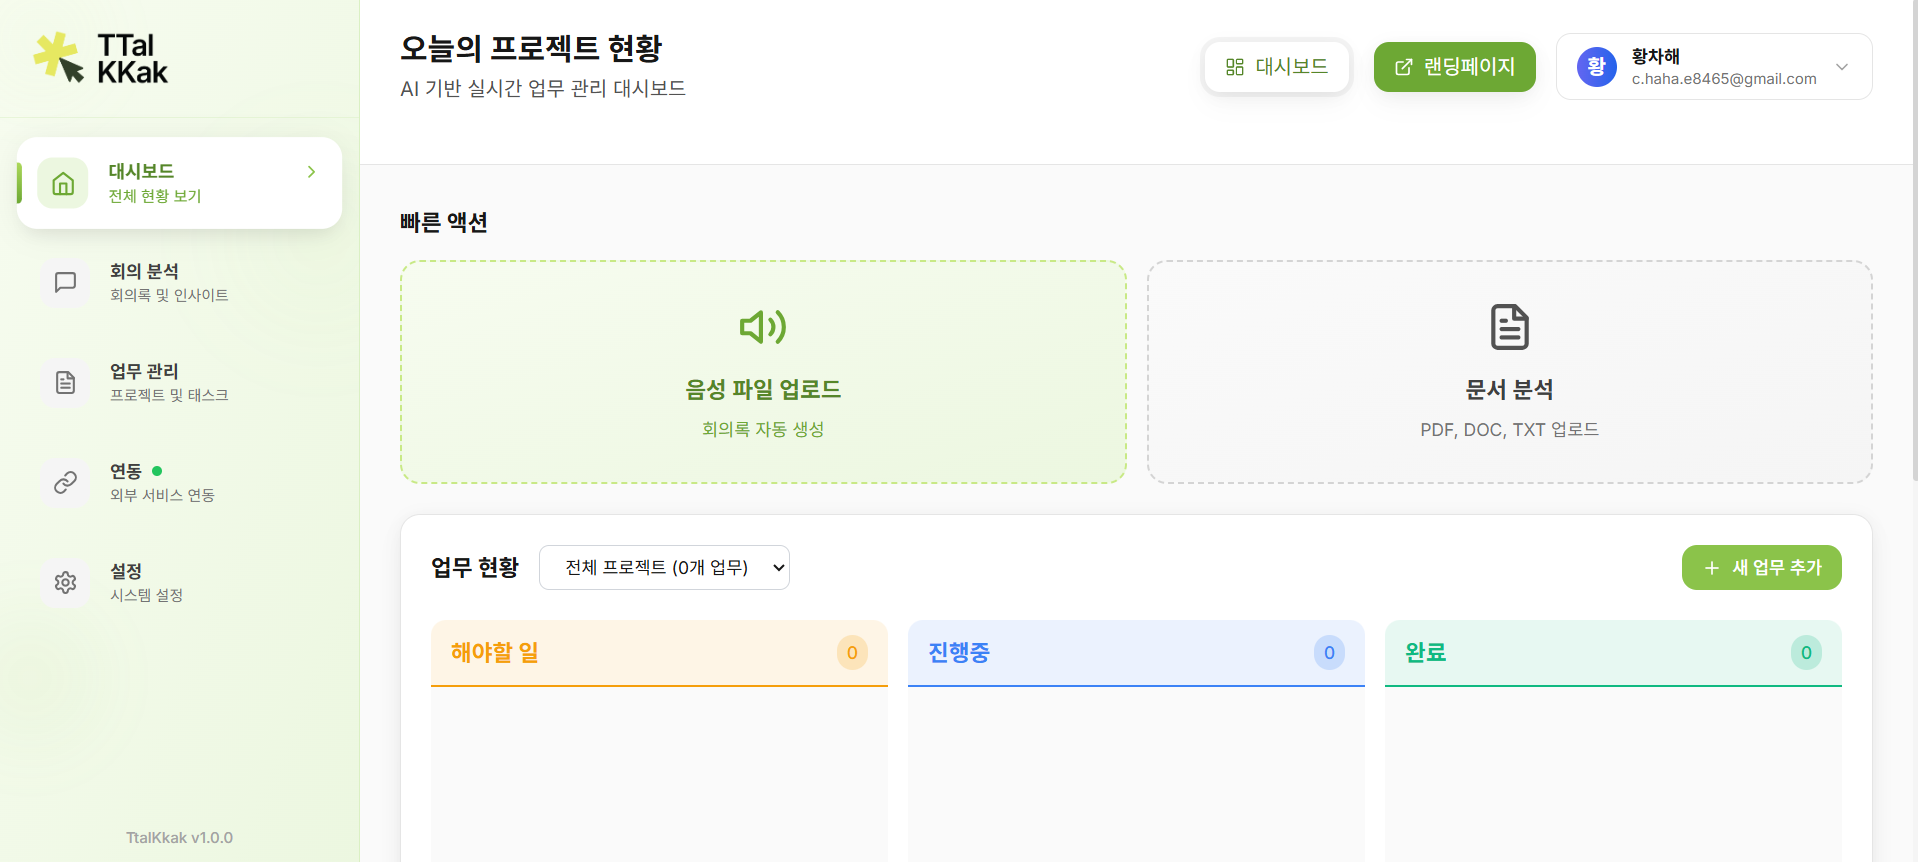 TTal
KKak
대시보드
전체 현황 보기
회의 분석
회의록 및 인사이트
업무 관리
프로젝트 및 태스크
연동
외부 서비스 연동
설정
시스템 설정
TtalKkak v1.0.0
오늘의 프로젝트 현황
AI 기반 실시간 업무 관리 대시보드
대시보드
랜딩페이지
황
황차해
c.haha.e8465@gmail.com
빠른 액션
음성 파일 업로드
회의록 자동 생성
문서 분석
PDF, DOC, TXT 업로드
업무 현황
전체 프로젝트 (0개 업무)
새 업무 추가
해야할 일
0
진행중
0
완료
0